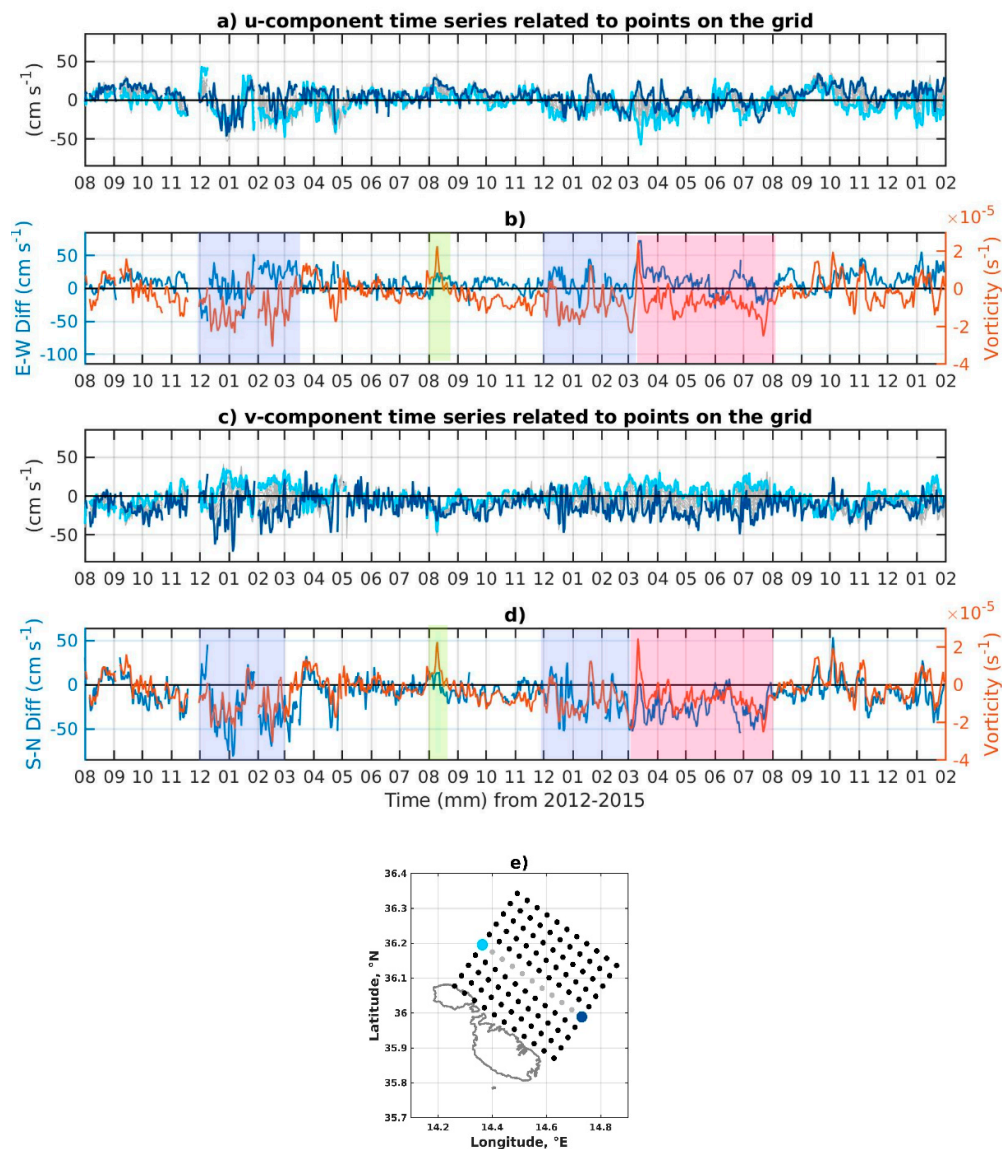 a) u-component time series related to points on the grid
(cm s⁻¹)
50
0
-50
08 09 10 11 12 01 02 03 04 05 06 07 08 09 10 11 12 01 02 03 04 05 06 07 08 09 10 11 12 01 02
b)
×10⁻⁵
E-W Diff (cm s⁻¹)
50
0
-50
-100
2
0
-2
-4
Vorticity (s⁻¹)
08 09 10 11 12 01 02 03 04 05 06 07 08 09 10 11 12 01 02 03 04 05 06 07 08 09 10 11 12 01 02
c) v-component time series related to points on the grid
(cm s⁻¹)
50
0
-50
08 09 10 11 12 01 02 03 04 05 06 07 08 09 10 11 12 01 02 03 04 05 06 07 08 09 10 11 12 01 02
d)
×10⁻⁵
S-N Diff (cm s⁻¹)
50
0
-50
2
0
-2
-4
Vorticity (s⁻¹)
08 09 10 11 12 01 02 03 04 05 06 07 08 09 10 11 12 01 02 03 04 05 06 07 08 09 10 11 12 01 02
Time (mm) from 2012-2015
e)
Latitude, °N
36.4
36.3
36.2
36.1
36
35.9
35.8
35.7
14.2 14.4 14.6 14.8
Longitude, °E